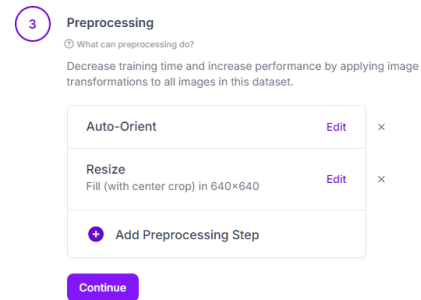 3
Preprocessing
What can preprocessing do?
Decrease training time and increase performance by applying image
transformations to all images in this dataset.
Auto-Orient
Edit
Resize
Fill (with center crop) in 640×640
Edit
Add Preprocessing Step
Continue